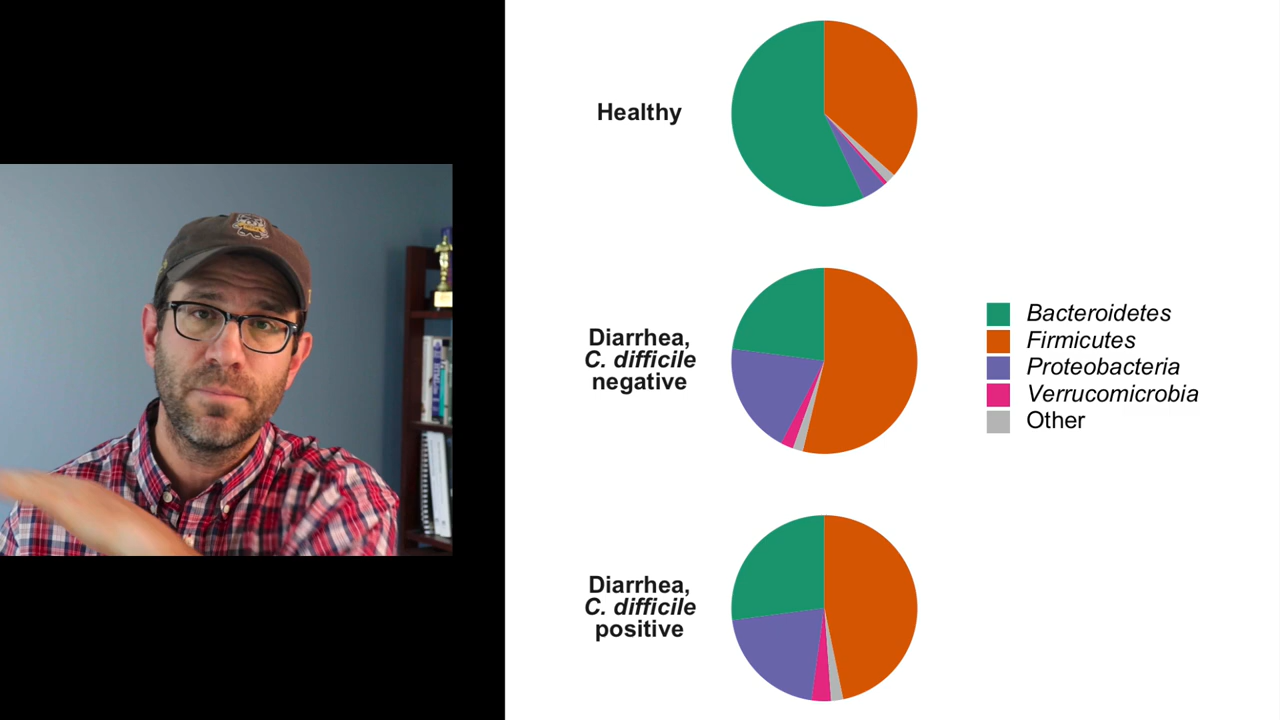 Healthy
Diarrhea,
C. difficile
negative
Bacteroidetes
Firmicutes
Proteobacteria
Verrucomicrobia
Other
Diarrhea,
C. difficile
positive